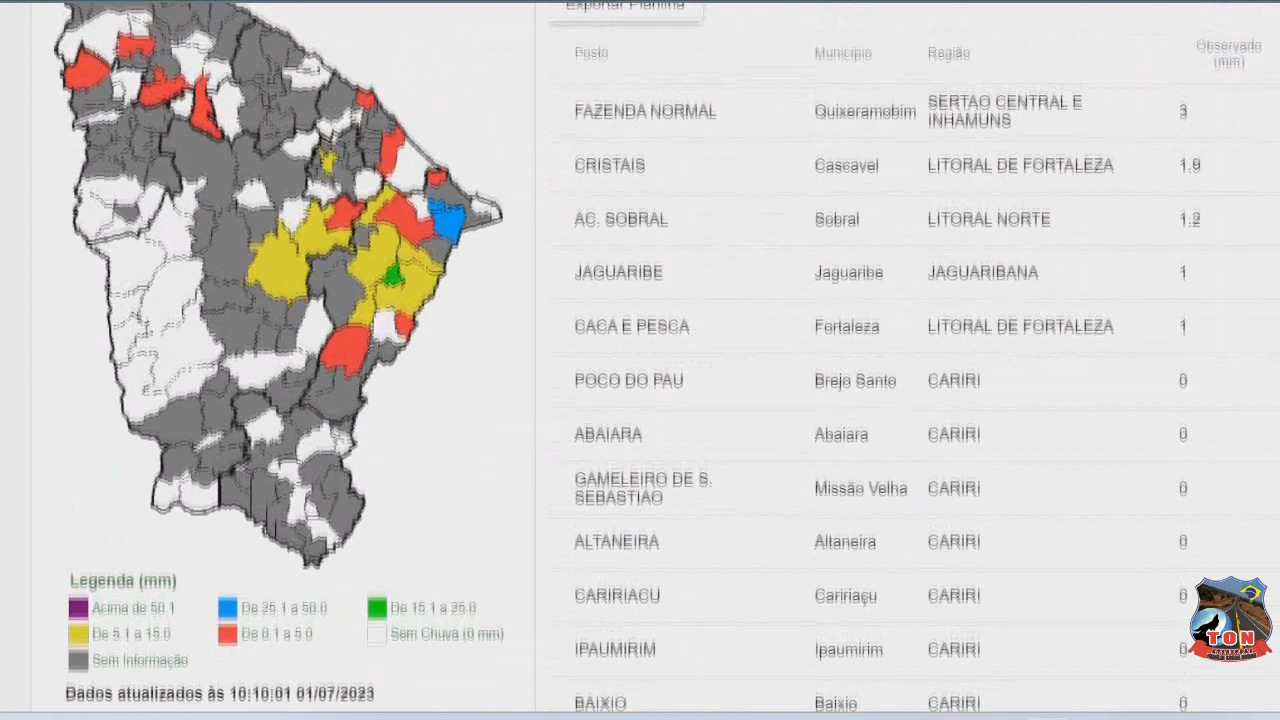 Exportar Planilha
Posto Município Região Observado (mm)
FAZENDA NORMAL Quixeramobim SERTAO CENTRAL E INHAMUNS 3
CRISTAIS Cascavel LITORAL DE FORTALEZA 1.9
AC. SOBRAL Sobral LITORAL NORTE 1.2
JAGUARIBE Jaguaribe JAGUARIBANA 1
CACA E PESCA Fortaleza LITORAL DE FORTALEZA 1
POCO DO PAU Brejo Santo CARIRI 0
ABAIARA Abaiara CARIRI 0
GAMELEIRO DE S. SEBASTIAO Missão Velha CARIRI 0
ALTANEIRA Altaneira CARIRI 0
CARIRIACU Caririaçu CARIRI 0
IPAUMIRIM Ipaumirim CARIRI 0
BAIXIO Baixio CARIRI 0
Legenda (mm)
Acima de 50.1 De 25.1 a 50.0 De 15.1 a 25.0
De 5.1 a 15.0 De 0.1 a 5.0 Sem Chuva (0 mm)
Sem Informação
Dados atualizados às 10:10:01 01/07/2023
TON